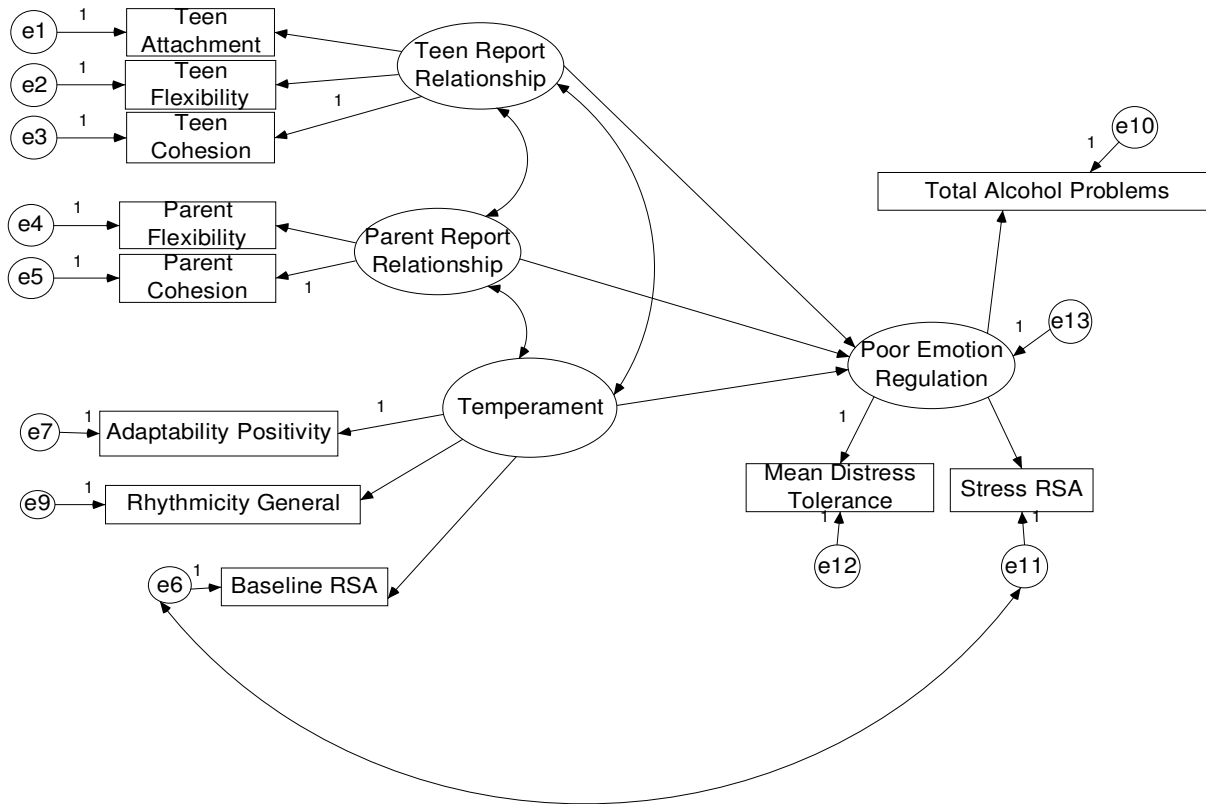 e1
1
Teen
Attachment
e2
1
Teen
Flexibility
e3
1
Teen
Cohesion
1
Teen Report
Relationship
e4
1
Parent
Flexibility
e5
1
Parent
Cohesion
1
Parent Report
Relationship
e7
1
Adaptability Positivity
1
Temperament
e9
1
Rhythmicity General
e6
1
Baseline RSA
e10
1
Total Alcohol Problems
e13
1
Poor Emotion
Regulation
1
Mean Distress
Tolerance
1
e12
Stress RSA
1
e11